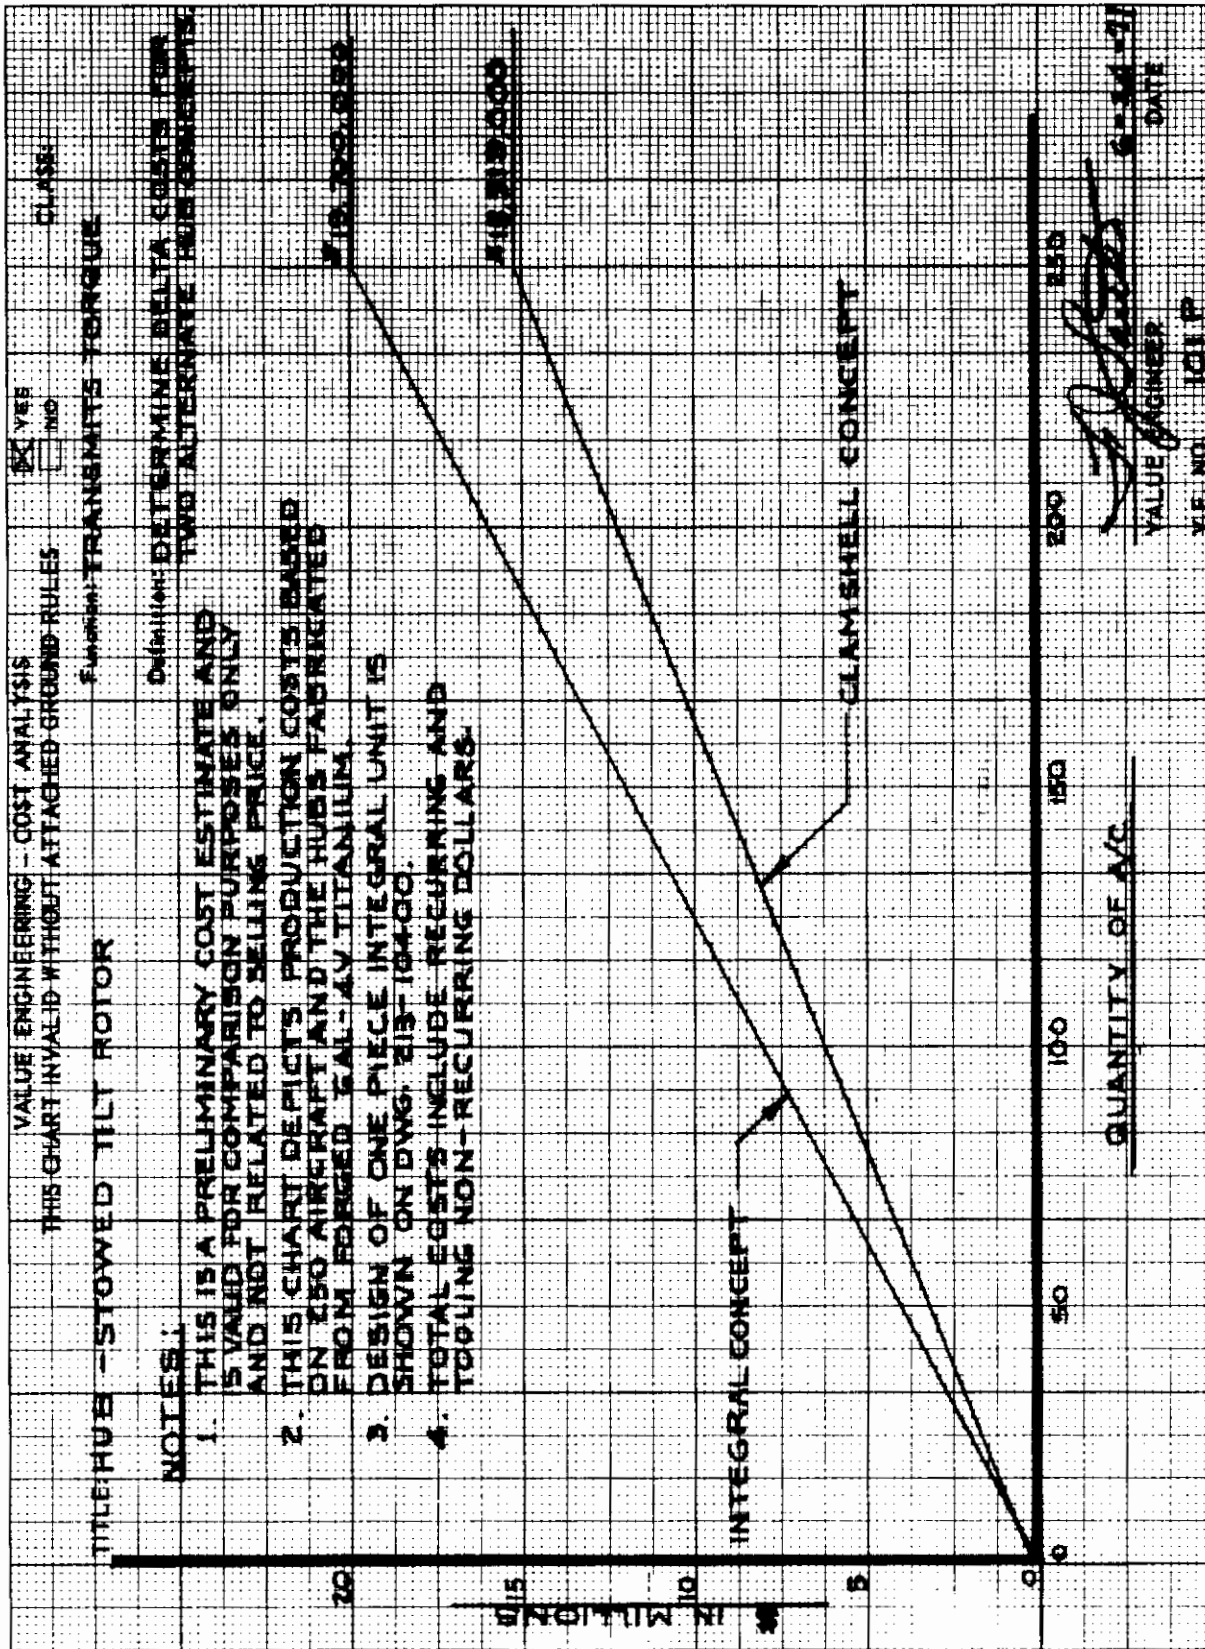 VALUE ENGINEERING - COST ANALYSIS
THIS CHART INVALID WITHOUT ATTACHED GROUND RULES
YES
NO
CLASS:
TITLE: HUB - STOWED TILT ROTOR
Function: TRANSMITS TORQUE
Definition: DETERMINE DELTA COSTS FOR
TWO ALTERNATE HUB CONCEPTS.
NOTES:
1. THIS IS A PRELIMINARY COST ESTIMATE AND
IS VALID FOR COMPARISON PURPOSES ONLY
AND NOT RELATED TO SELLING PRICE.
2. THIS CHART DEPICTS PRODUCTION COSTS BASED
ON 250 AIRCRAFT AND THE HUBS FABRICATED
FROM FORGED 6AL-4V TITANIUM.
3. DESIGN OF ONE PIECE INTEGRAL UNIT IS
SHOWN ON DWG. 213-10400.
4. TOTAL COSTS INCLUDE RECURRING AND
TOOLING NON-RECURRING DOLLARS.
20
15
10
5
0
$ IN MILLIONS
INTEGRAL CONCEPT
CLAMSHELL CONCEPT
0
50
100
150
200
250
QUANTITY OF A/C
VALUE ENGINEER
DATE
V.E. NO. 101P